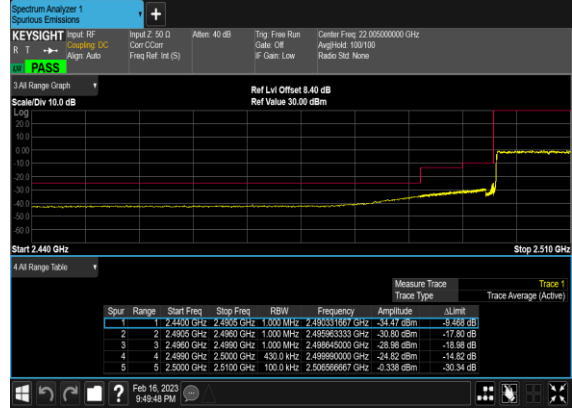 Spectrum Analyzer 1
Spurious Emissions
+
KEYSIGHT Input: RF Input Z: 50 Ω Atten: 40 dB Trig: Free Run Center Freq: 22.005000000 GHz
R T Coupling: DC Corr CCorr Gate: Off Avg|Hold: 100/100
Align: Auto Freq Ref: Int (S) IF Gain: Low Radio Std: None
LW PASS
3 All Range Graph
Ref Lvl Offset 8.40 dB
Scale/Div 10.0 dB Ref Value 30.00 dBm
Log
20.0
10.0
0.00
-10.0
-20.0
-30.0
-40.0
-50.0
-60.0
Start 2.440 GHz Stop 2.510 GHz
4 All Range Table
Measure Trace Trace 1
Trace Type Trace Average (Active)
Spur Range Start Freq Stop Freq RBW Frequency Amplitude ΔLimit
1 1 2.4400 GHz 2.4905 GHz 1.000 MHz 2.490331667 GHz -34.47 dBm -9.468 dB
2 2 2.4905 GHz 2.4960 GHz 1.000 MHz 2.495963333 GHz -30.80 dBm -17.80 dB
3 3 2.4960 GHz 2.4990 GHz 1.000 MHz 2.498645000 GHz -28.98 dBm -18.98 dB
4 4 2.4990 GHz 2.5000 GHz 430.0 kHz 2.499990000 GHz -24.82 dBm -14.82 dB
5 5 2.5000 GHz 2.5100 GHz 100.0 kHz 2.506566667 GHz -0.338 dBm -30.34 dB
? Feb 16, 2023
9:49:48 PM